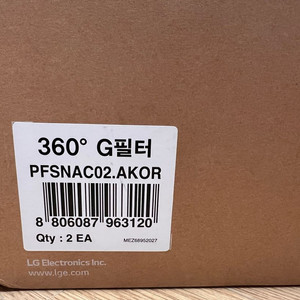 360° G필터
PFSNAC02.AKOR
8 806087 963120
Qty : 2 EA
MEZ66952027
LG Electronics Inc.
www.lge.com